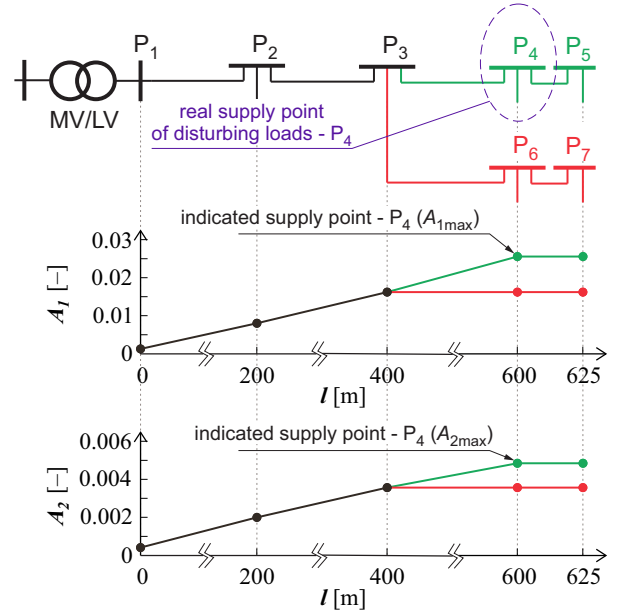 P1 P2 P3 P4 P5
MV/LV
real supply point
of disturbing loads - P4
P6 P7
indicated supply point - P4 (A1max)
0.03
0.02
0.01
0
A1 [–]
0 200 400 600 625
l [m]
indicated supply point - P4 (A2max)
0.006
0.004
0.002
0
A2 [–]
0 200 400 600 625
l [m]